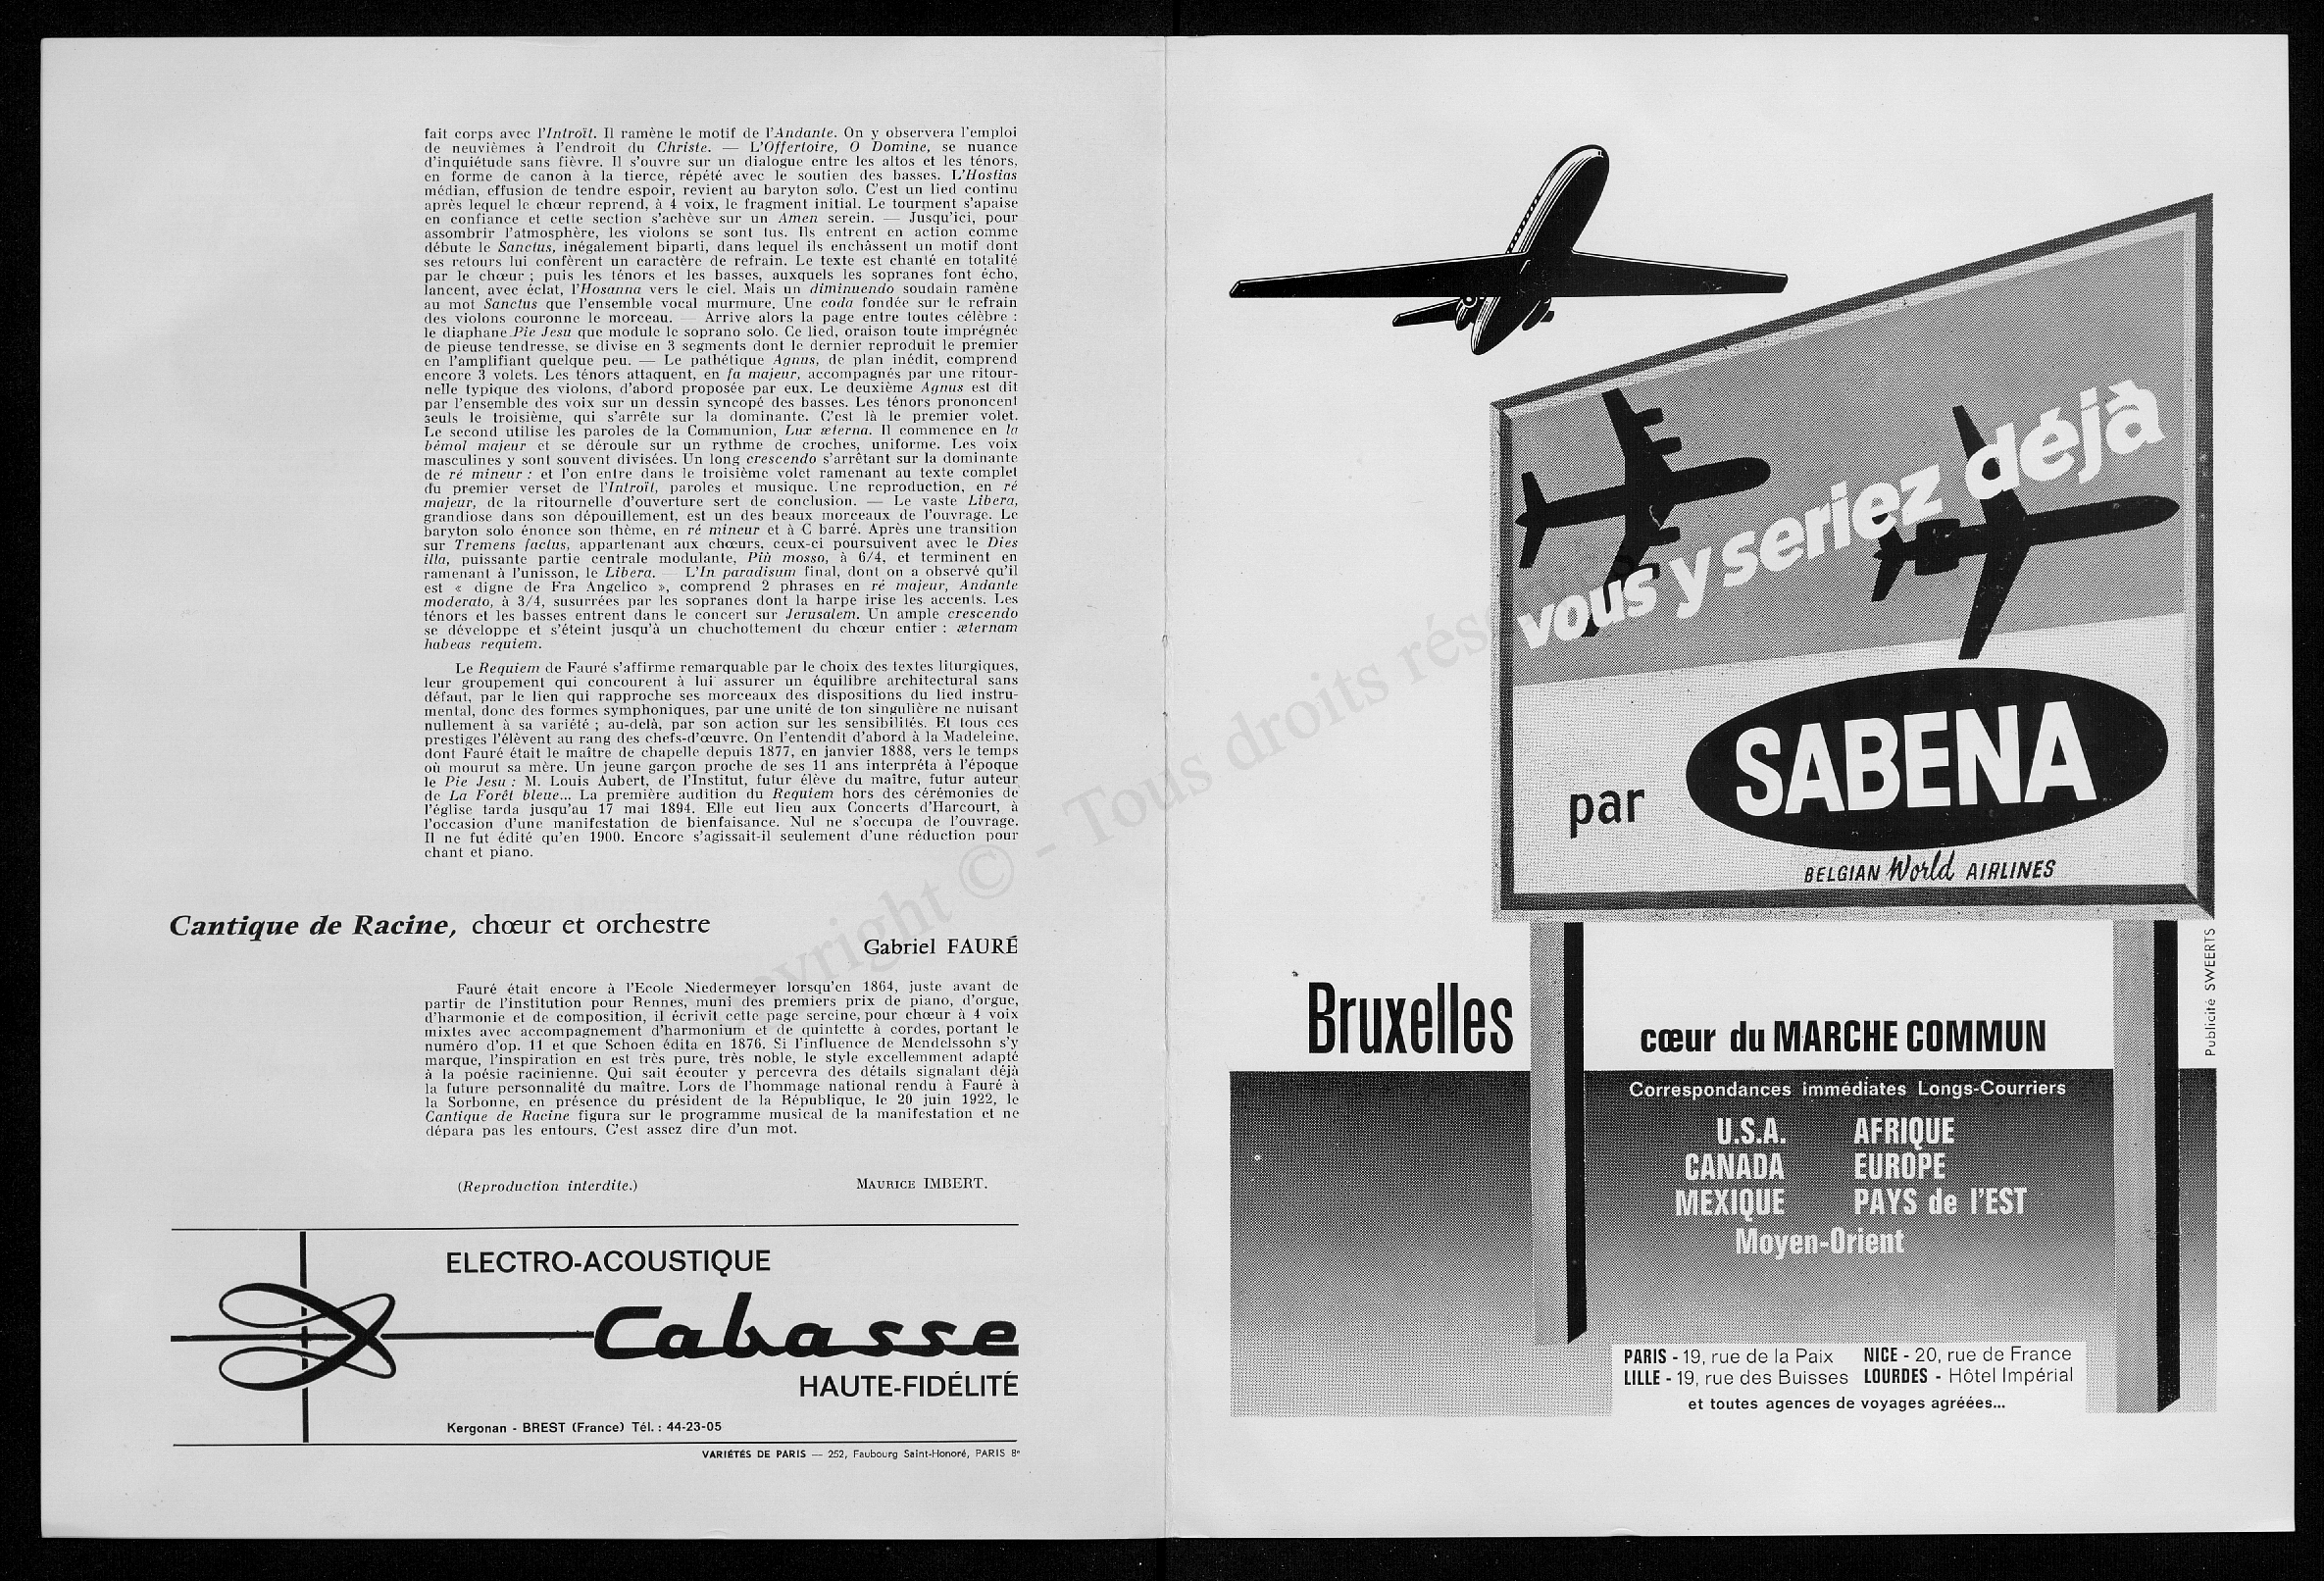 fait corps avec l'Introït. Il ramène le motif de l'Andante. On y observera l'emploi
de neuvièmes à l'endroit du Christe. — L'Offertoire, O Domine, se nuance
d'inquiétude sans fièvre. Il s'ouvre sur un dialogue entre les altos et les ténors,
en forme de canon à la tierce, répété avec le soutien des basses. L'Hostias
médian, effusion de tendre espoir, revient au baryton solo. C'est un lied continu
après lequel le chœur reprend, à 4 voix, le fragment initial. Le tourment s'apaise
en confiance et cette section s'achève sur un Amen serein. — Jusqu'ici, pour
assombrir l'atmosphère, les violons se sont tus. Ils entrent en action comme
débute le Sanctus, inégalement biparti, dans lequel ils enchâssent un motif dont
ses retours lui confèrent un caractère de refrain. Le texte est chanté en totalité
par le chœur ; puis les ténors et les basses, auxquels les sopranes font écho,
lancent, avec éclat, l'Hosanna vers le ciel. Mais un diminuendo soudain ramène
au mot Sanctus que l'ensemble vocal murmure. Une coda fondée sur le refrain
des violons couronne le morceau. — Arrive alors la page entre toutes célèbre :
le diaphane Pie Jesu que module le soprano solo. Ce lied, oraison toute imprégnée
de pieuse tendresse, se divise en 3 segments dont le dernier reproduit le premier
en l'amplifiant quelque peu. — Le pathétique Agnus, de plan inédit, comprend
encore 3 volets. Les ténors attaquent, en fa majeur, accompagnés par une ritour-
nelle typique des violons, d'abord proposée par eux. Le deuxième Agnus est dit
par l'ensemble des voix sur un dessin syncopé des basses. Les ténors prononcent
seuls le troisième, qui s'arrête sur la dominante. C'est là le premier volet.
Le second utilise les paroles de la Communion, Lux æterna. Il commence en la
bémol majeur et se déroule sur un rythme de croches, uniforme. Les voix
masculines y sont souvent divisées. Un long crescendo s'arrêtant sur la dominante
de ré mineur : et l'on entre dans le troisième volet ramenant au texte complet
du premier verset de l'Introït, paroles et musique. Une reproduction, en ré
majeur, de la ritournelle d'ouverture sert de conclusion. — Le vaste Libera,
grandiose dans son dépouillement, est un des beaux morceaux de l'ouvrage. Le
baryton solo énonce son thème, en ré mineur et à C barré. Après une transition
sur Tremens factus, appartenant aux chœurs, ceux-ci poursuivent avec le Dies
illa, puissante partie centrale modulante, Più mosso, à 6/4, et terminent en
ramenant à l'unisson, le Libera. — L'In paradisum final, dont on a observé qu'il
est « digne de Fra Angelico », comprend 2 phrases en ré majeur, Andante
moderato, à 3/4, susurrées par les sopranes dont la harpe irise les accents. Les
ténors et les basses entrent dans le concert sur Jerusalem. Un ample crescendo
se développe et s'éteint jusqu'à un chuchottement du chœur entier : æternam
habeas requiem.
Le Requiem de Fauré s'affirme remarquable par le choix des textes liturgiques,
leur groupement qui concourent à lui assurer un équilibre architectural sans
défaut, par le lien qui rapproche ses morceaux des dispositions du lied instru-
mental, donc des formes symphoniques, par une unité de ton singulière ne nuisant
nullement à sa variété ; au-delà, par son action sur les sensibilités. Et tous ces
prestiges l'élèvent au rang des chefs-d'œuvre. On l'entendit d'abord à la Madeleine,
dont Fauré était le maître de chapelle depuis 1877, en janvier 1888, vers le temps
où mourut sa mère. Un jeune garçon proche de ses 11 ans interpréta à l'époque
le Pie Jesu : M. Louis Aubert, de l'Institut, futur élève du maître, futur auteur
de La Forêt bleue... La première audition du Requiem hors des cérémonies de
l'église tarda jusqu'au 17 mai 1894. Elle eut lieu aux Concerts d'Harcourt, à
l'occasion d'une manifestation de bienfaisance. Nul ne s'occupa de l'ouvrage.
Il ne fut édité qu'en 1900. Encore s'agissait-il seulement d'une réduction pour
chant et piano.
Cantique de Racine, chœur et orchestre
Gabriel FAURÉ
Fauré était encore à l'Ecole Niedermeyer lorsqu'en 1864, juste avant de
partir de l'institution pour Rennes, muni des premiers prix de piano, d'orgue,
d'harmonie et de composition, il écrivit cette page sereine, pour chœur à 4 voix
mixtes avec accompagnement d'harmonium et de quintette à cordes, portant le
numéro d'op. 11 et que Schoen édita en 1876. Si l'influence de Mendelssohn s'y
marque, l'inspiration en est très pure, très noble, le style excellemment adapté
à la poésie racinienne. Qui sait écouter y percevra des détails signalant déjà
la future personnalité du maître. Lors de l'hommage national rendu à Fauré à
la Sorbonne, en présence du président de la République, le 20 juin 1922, le
Cantique de Racine figura sur le programme musical de la manifestation et ne
dépara pas les entours. C'est assez dire d'un mot.
(Reproduction interdite.) MAURICE IMBERT.
ELECTRO-ACOUSTIQUE
Cabasse
HAUTE-FIDÉLITÉ
Kergonan - BREST (France) Tél. : 44-23-05
VARIÉTÉS DE PARIS — 252, Faubourg Saint-Honoré, PARIS 8e
vous y seriez déjà
par SABENA
BELGIAN World AIRLINES
Publicité SWEERTS
Bruxelles
cœur du MARCHE COMMUN
Correspondances immédiates Longs-Courriers
U.S.A. AFRIQUE
CANADA EUROPE
MEXIQUE PAYS de l'EST
Moyen-Orient
PARIS - 19, rue de la Paix NICE - 20, rue de France
LILLE - 19, rue des Buisses LOURDES - Hôtel Impérial
et toutes agences de voyages agréées...
Copyright © - Tous droits